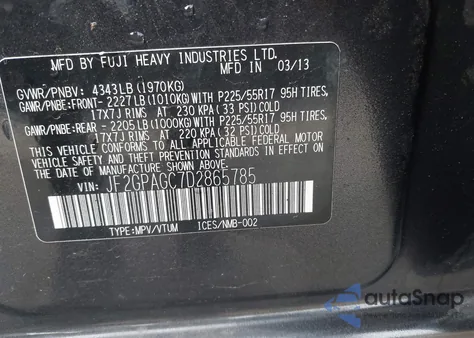 MFD BY FUJI HEAVY INDUSTRIES LTD.
MFD IN 03/13
GVWR/PNBV: 4343LB (1970KG)
GAWR/PNBE:FRONT- 2227LB(1010KG)WITH P225/55R17 95H TIRES,
17X7J RIMS AT 230 KPA(33 PSI)COLD
GAWR/PNBE:REAR -2205LB(1000KG)WITH P225/55R17 95H TIRES,
17X7J RIMS AT 220 KPA(32 PSI)COLD
THIS VEHICLE CONFORMS TO ALL APPLICABLE FEDERAL MOTOR
VEHICLE SAFETY AND BUMPER STANDARDS IN EFFECT ON
THE DATE OF MANUFACTURE SHOWN ABOVE.
VIN: JF2GPAGC7D2865785
TYPE:MPV/VTUM ICES/NMB-002
autoSnap